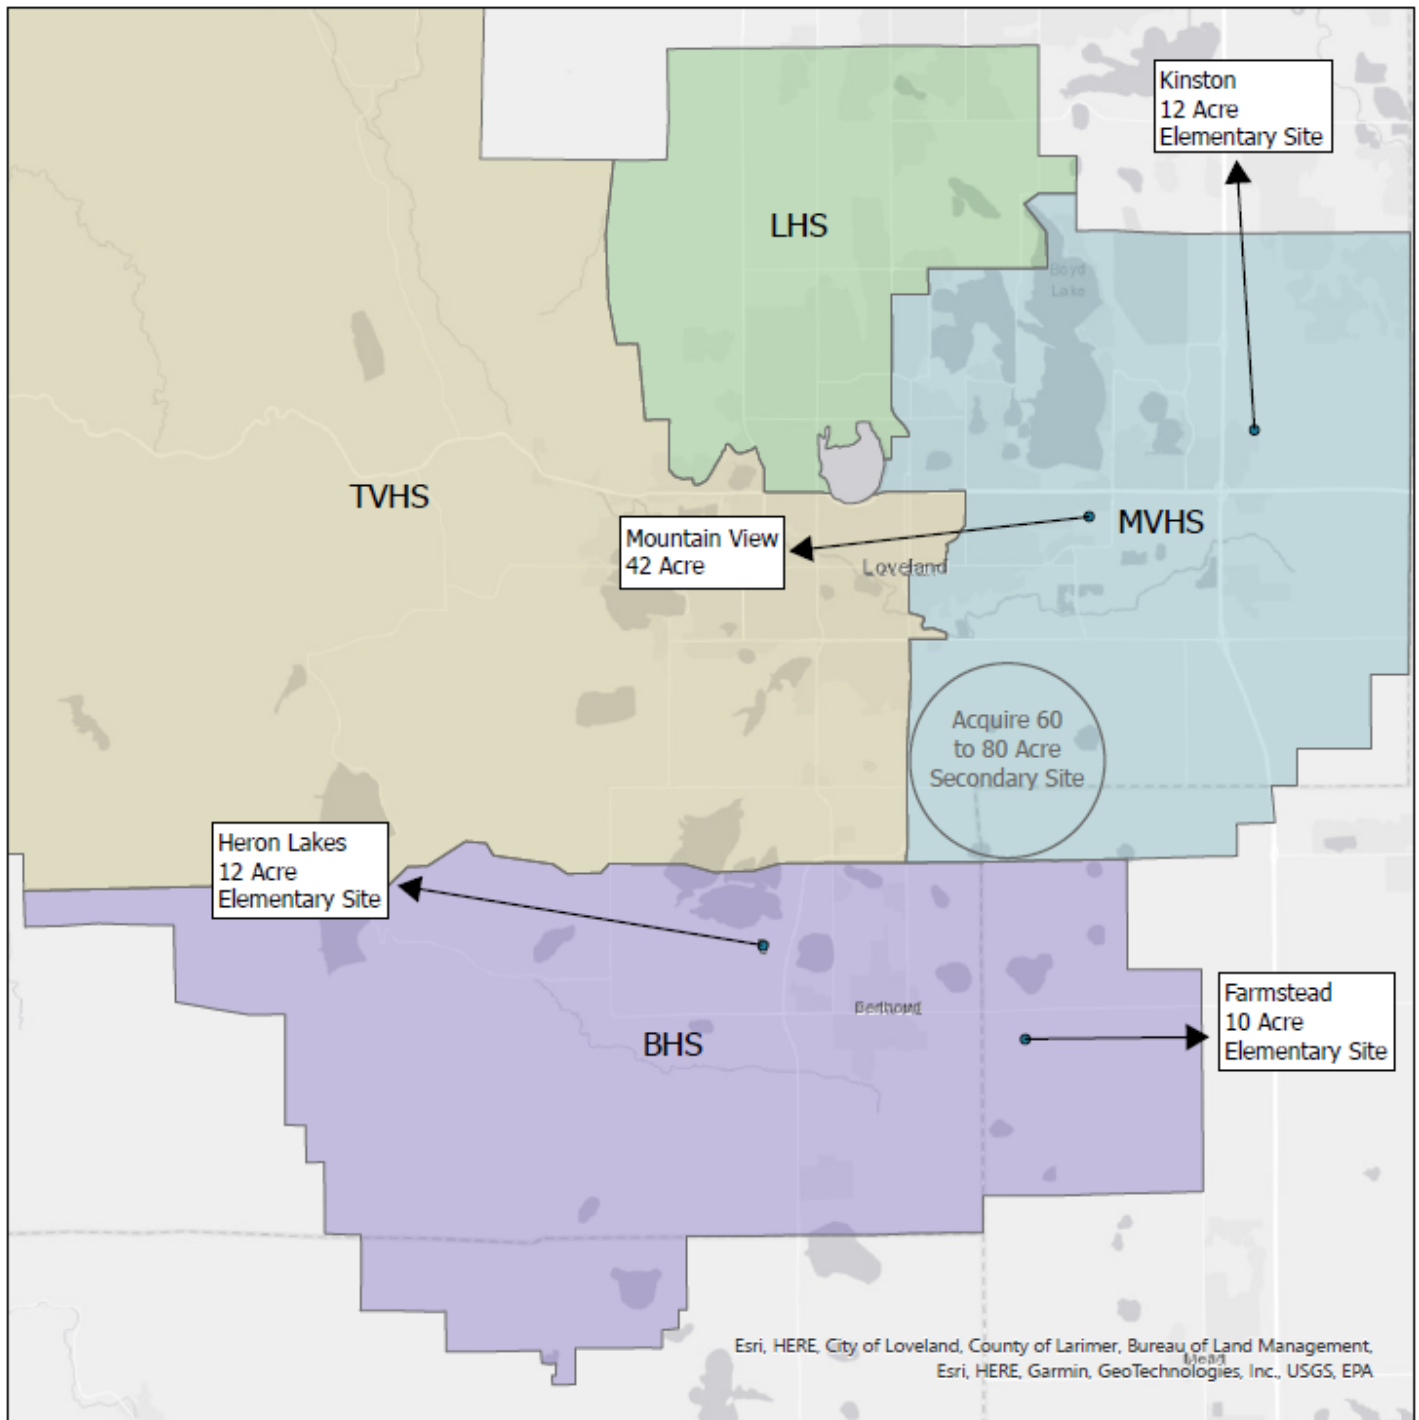 Kinston
12 Acre
Elementary Site
LHS
Boyd
Lake
TVHS
MVHS
Mountain View
42 Acre
Loveland
Acquire 60
to 80 Acre
Secondary Site
Heron Lakes
12 Acre
Elementary Site
Farmstead
10 Acre
Elementary Site
Berthoud
BHS
Esri, HERE, City of Loveland, County of Larimer, Bureau of Land Management,
Mead
Esri, HERE, Garmin, GeoTechnologies, Inc., USGS, EPA